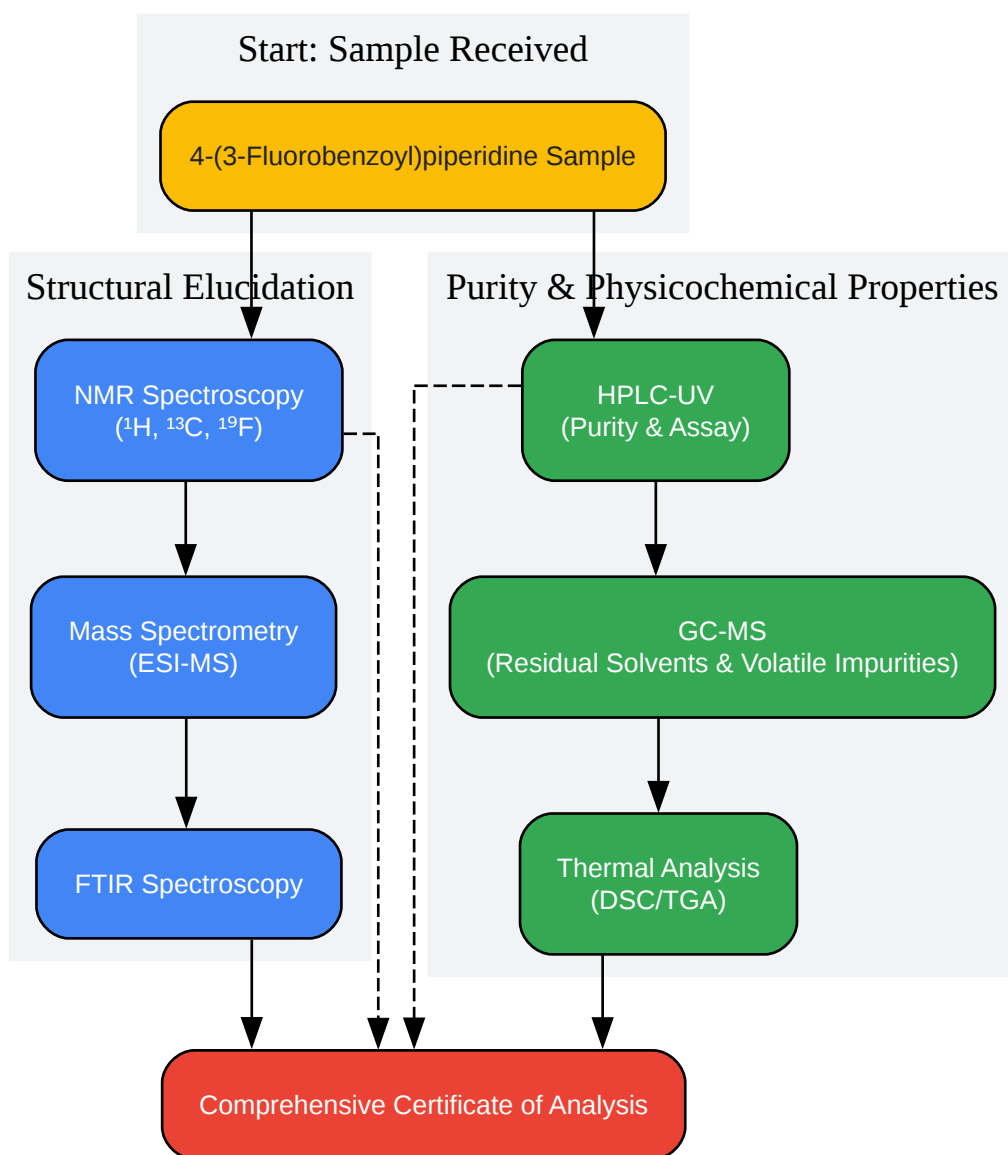 Start: Sample Received
4-(3-Fluorobenzoyl)piperidine Sample
Structural Elucidation
NMR Spectroscopy
(¹H, ¹³C, ¹⁹F)
Mass Spectrometry
(ESI-MS)
FTIR Spectroscopy
Purity & Physicochemical Properties
HPLC-UV
(Purity & Assay)
GC-MS
(Residual Solvents & Volatile Impurities)
Thermal Analysis
(DSC/TGA)
Comprehensive Certificate of Analysis